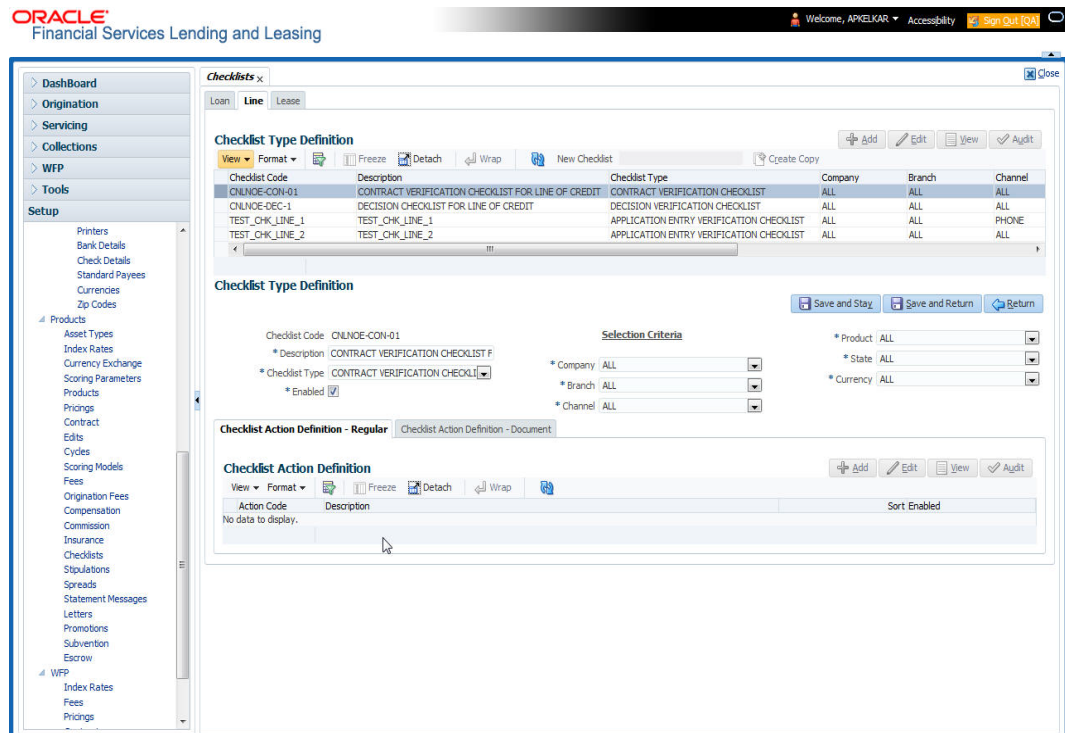 ORACLE
Financial Services Lending and Leasing
Welcome, APKELKAR Accessibility Sign Out [QA]
Close
DashBoard
Origination
Servicing
Collections
WFP
Tools
Setup
Printers
Bank Details
Check Details
Standard Payees
Currencies
Zip Codes
Products
Asset Types
Index Rates
Currency Exchange
Scoring Parameters
Products
Pricings
Contract
Edits
Cycles
Scoring Models
Fees
Origination Fees
Compensation
Commission
Insurance
Checklists
Stipulations
Spreads
Statement Messages
Letters
Promotions
Subvention
Escrow
WFP
Index Rates
Fees
Pricings
Checklists x
Loan Line Lease
Checklist Type Definition
Add Edit View Audit
View Format Freeze Detach Wrap New Checklist Create Copy
Checklist Code Description Checklist Type Company Branch Channel
CNLNOE-CON-01 CONTRACT VERIFICATION CHECKLIST FOR LINE OF CREDIT CONTRACT VERIFICATION CHECKLIST ALL ALL ALL
CNLNOE-DEC-1 DECISION CHECKLIST FOR LINE OF CREDIT DECISION VERIFICATION CHECKLIST ALL ALL ALL
TEST_CHK_LINE_1 TEST_CHK_LINE_1 APPLICATION ENTRY VERIFICATION CHECKLIST ALL ALL PHONE
TEST_CHK_LINE_2 TEST_CHK_LINE_2 APPLICATION ENTRY VERIFICATION CHECKLIST ALL ALL ALL
Checklist Type Definition
Save and Stay Save and Return Return
Checklist Code CNLNOE-CON-01
* Description CONTRACT VERIFICATION CHECKLIST F
* Checklist Type CONTRACT VERIFICATION CHECKLI
* Enabled
Selection Criteria
* Company ALL
* Branch ALL
* Channel ALL
* Product ALL
* State ALL
* Currency ALL
Checklist Action Definition - Regular Checklist Action Definition - Document
Checklist Action Definition
Add Edit View Audit
View Format Freeze Detach Wrap
Action Code Description Sort Enabled
No data to display.